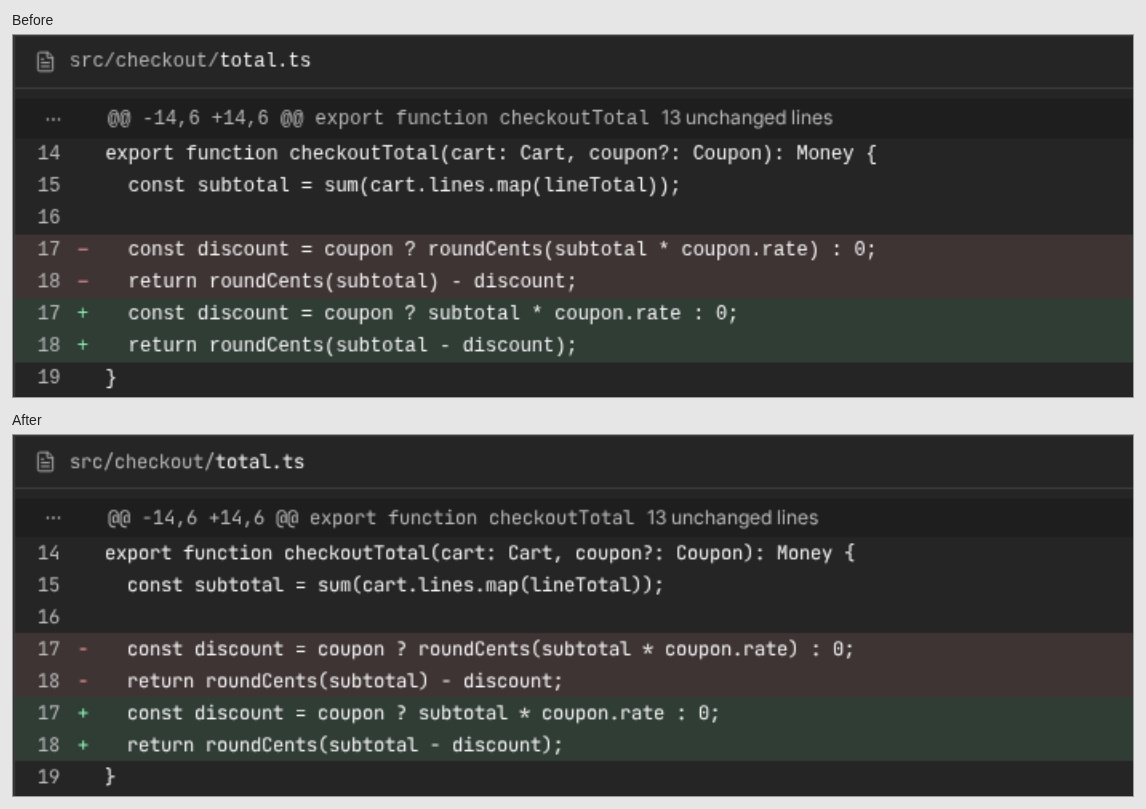 Before
src/checkout/total.ts
... @@ -14,6 +14,6 @@ export function checkoutTotal 13 unchanged lines
14 export function checkoutTotal(cart: Cart, coupon?: Coupon): Money {
15   const subtotal = sum(cart.lines.map(lineTotal));
16
17 −   const discount = coupon ? roundCents(subtotal * coupon.rate) : 0;
18 −   return roundCents(subtotal) - discount;
17 +   const discount = coupon ? subtotal * coupon.rate : 0;
18 +   return roundCents(subtotal - discount);
19 }
After
src/checkout/total.ts
... @@ -14,6 +14,6 @@ export function checkoutTotal 13 unchanged lines
14 export function checkoutTotal(cart: Cart, coupon?: Coupon): Money {
15   const subtotal = sum(cart.lines.map(lineTotal));
16
17 -   const discount = coupon ? roundCents(subtotal * coupon.rate) : 0;
18 -   return roundCents(subtotal) - discount;
17 +   const discount = coupon ? subtotal * coupon.rate : 0;
18 +   return roundCents(subtotal - discount);
19 }